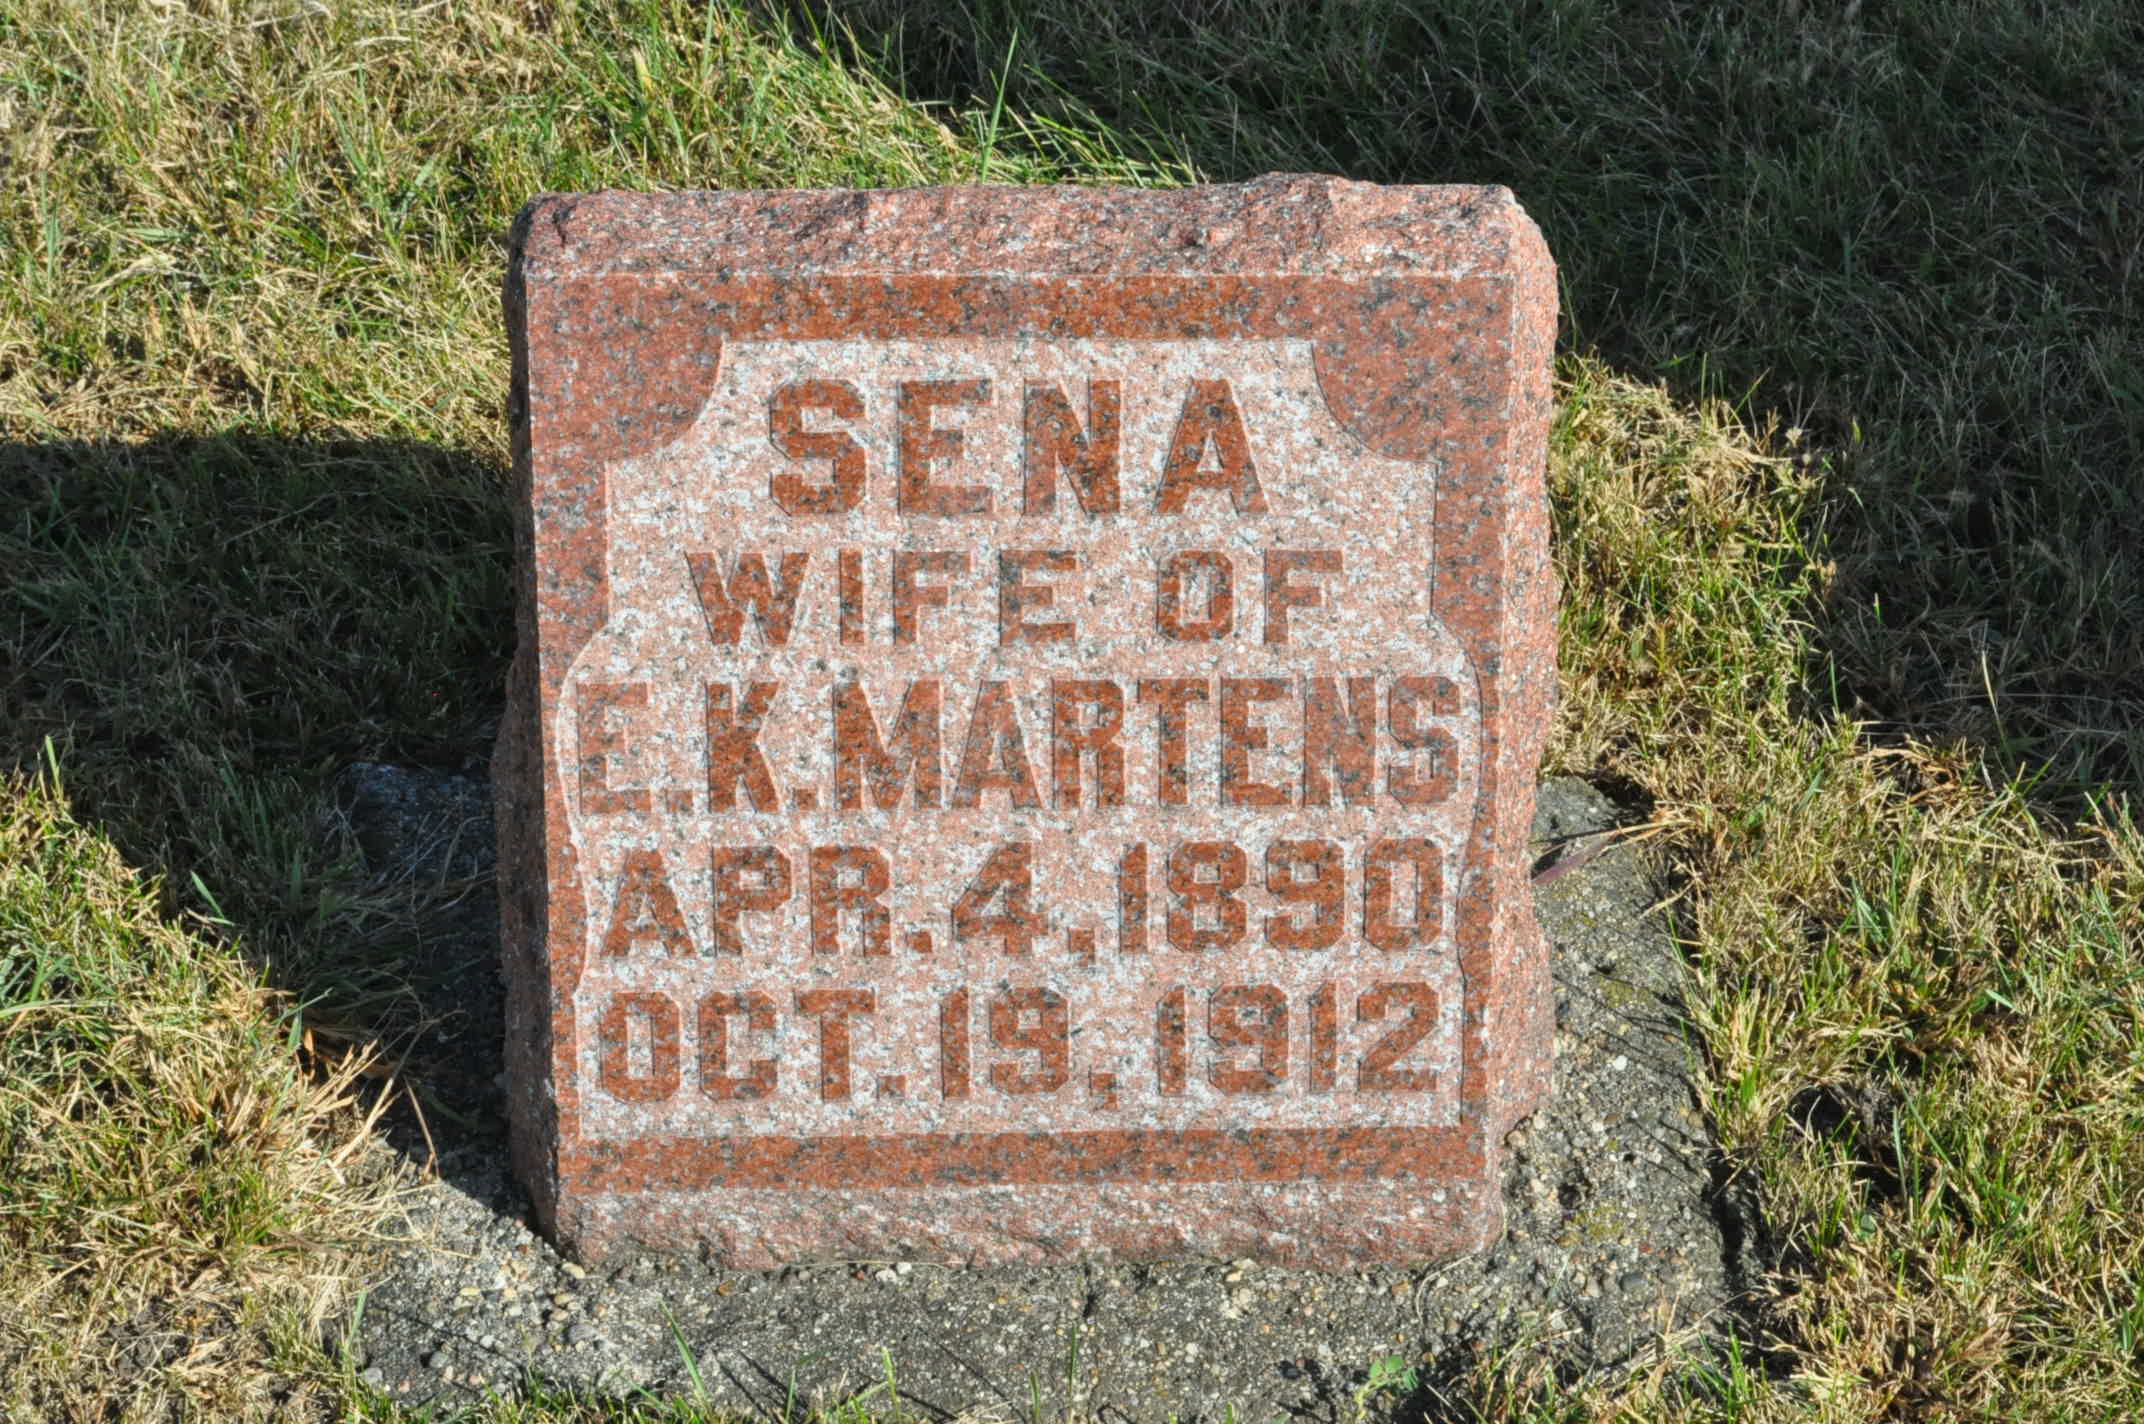 SENA
WIFE OF
E.K.MARTENS
APR.4,1890
OCT.19,1912